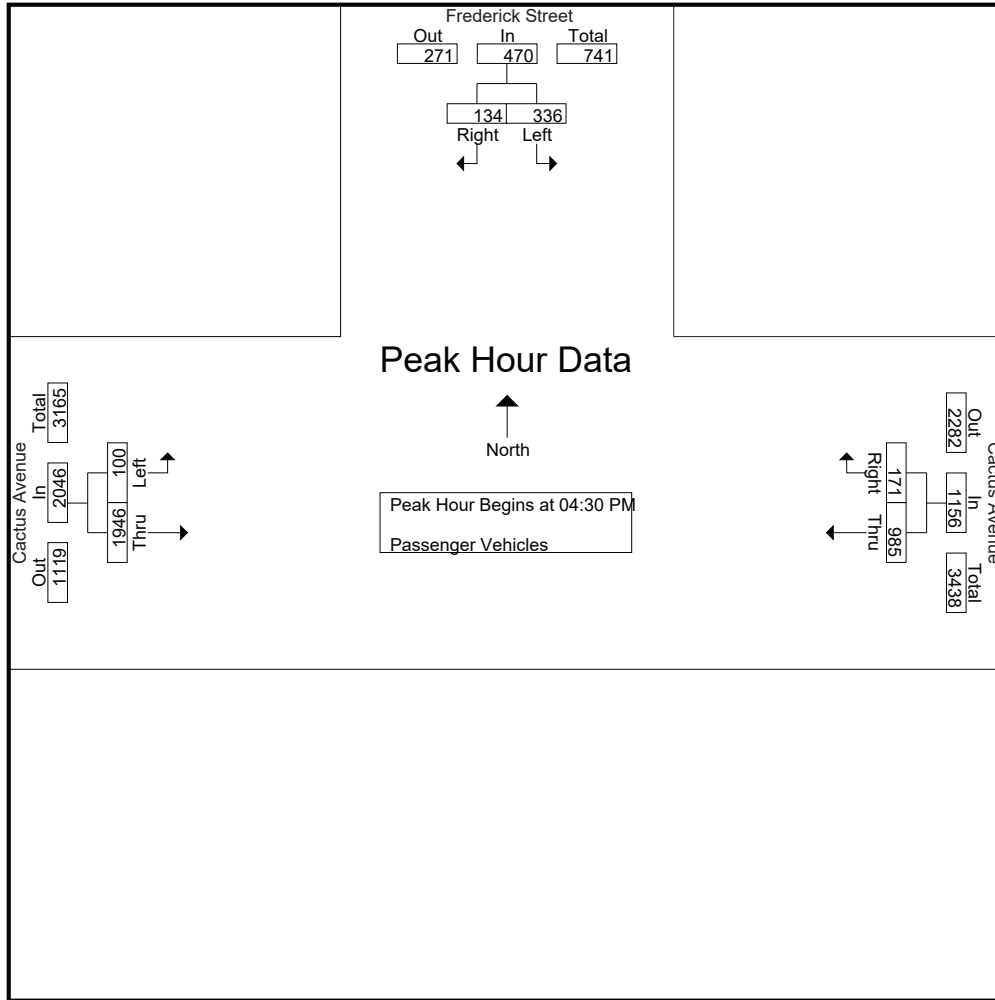 Frederick Street
Out In Total
271 470 741
134 336
Right Left
Peak Hour Data
North
Peak Hour Begins at 04:30 PM
Passenger Vehicles
Cactus Avenue
Out In Total
1119 2046 3165
1946 100
Thru Left
Cactus Avenue
Out In Total
2282 1156 3438
171 985
Right Thru